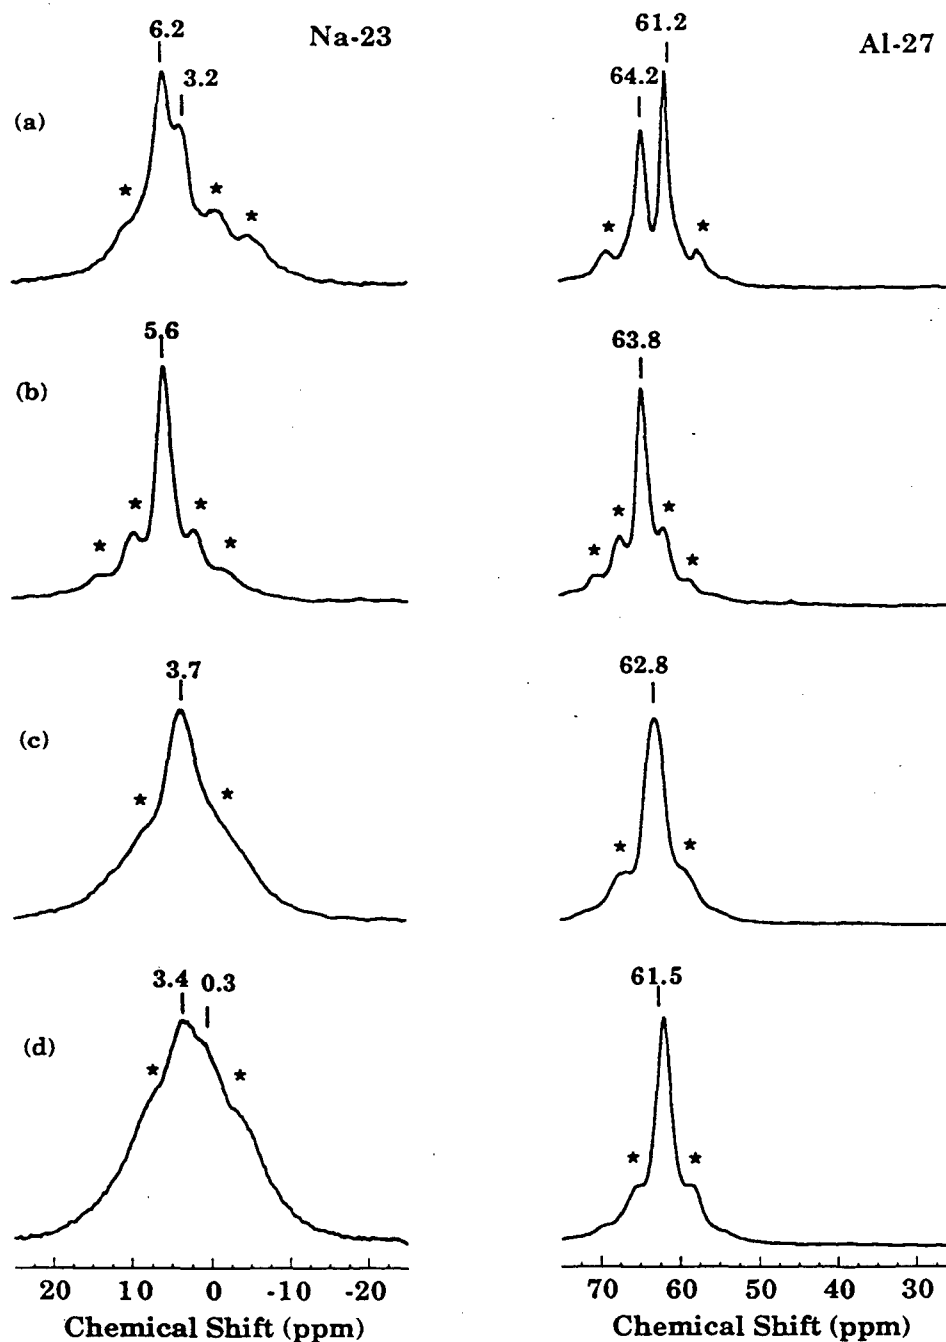 Na-23
Al-27
(a)
6.2
3.2
* * *
61.2
64.2
* *
(b)
5.6
* * * *
63.8
* * * *
(c)
3.7
* *
62.8
* *
(d)
3.4 0.3
* *
61.5
* *
20 10 0 -10 -20
Chemical Shift (ppm)
70 60 50 40 30
Chemical Shift (ppm)